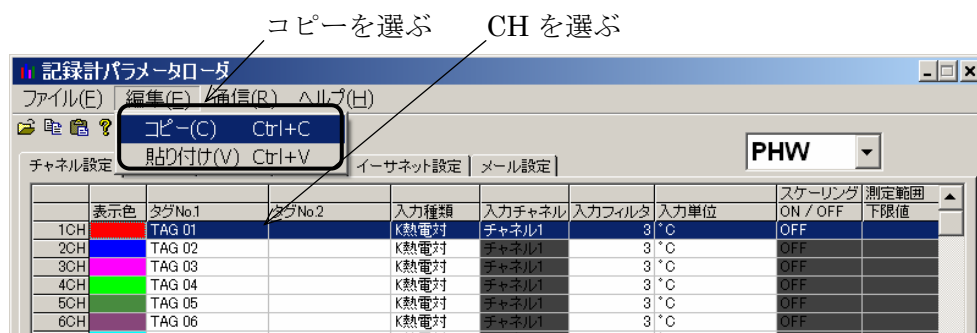 コピーを選ぶ CHを選ぶ
記録計パラメータローダ
ファイル(F) 編集(E) 通信(R) ヘルプ(H)
コピー(C) Ctrl+C
貼り付け(V) Ctrl+V
PHW
チャネル設定 イーサネット設定 メール設定
スケーリング 測定範囲
表示色 タグNo.1 タグNo.2 入力種類 入力チャネル 入力フィルタ 入力単位 ON / OFF 下限値
1CH TAG 01 K熱電対 チャネル1 3 °C OFF
2CH TAG 02 K熱電対 チャネル1 3 °C OFF
3CH TAG 03 K熱電対 チャネル1 3 °C OFF
4CH TAG 04 K熱電対 チャネル1 3 °C OFF
5CH TAG 05 K熱電対 チャネル1 3 °C OFF
6CH TAG 06 K熱電対 チャネル1 3 °C OFF